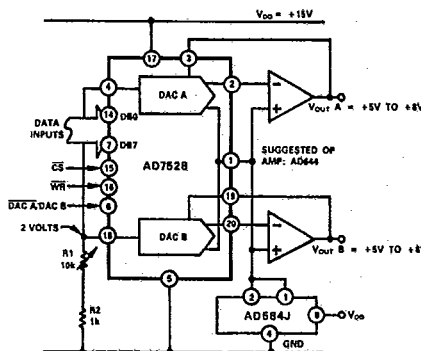 VDD = +15V
17
3
4
DAC A
2
14
DB0
DATA
INPUTS
7
DB7
VOUT A = +5V TO +8V
SUGGESTED OP
AMP: AD644
AD7528
1
CS
15
WR
16
DAC A/DAC B
6
19
2 VOLTS
18
DAC B
20
R1
10k
VOUT B = +5V TO +8
5
2
1
AD584J
8
VDD
R2
1k
4
GND